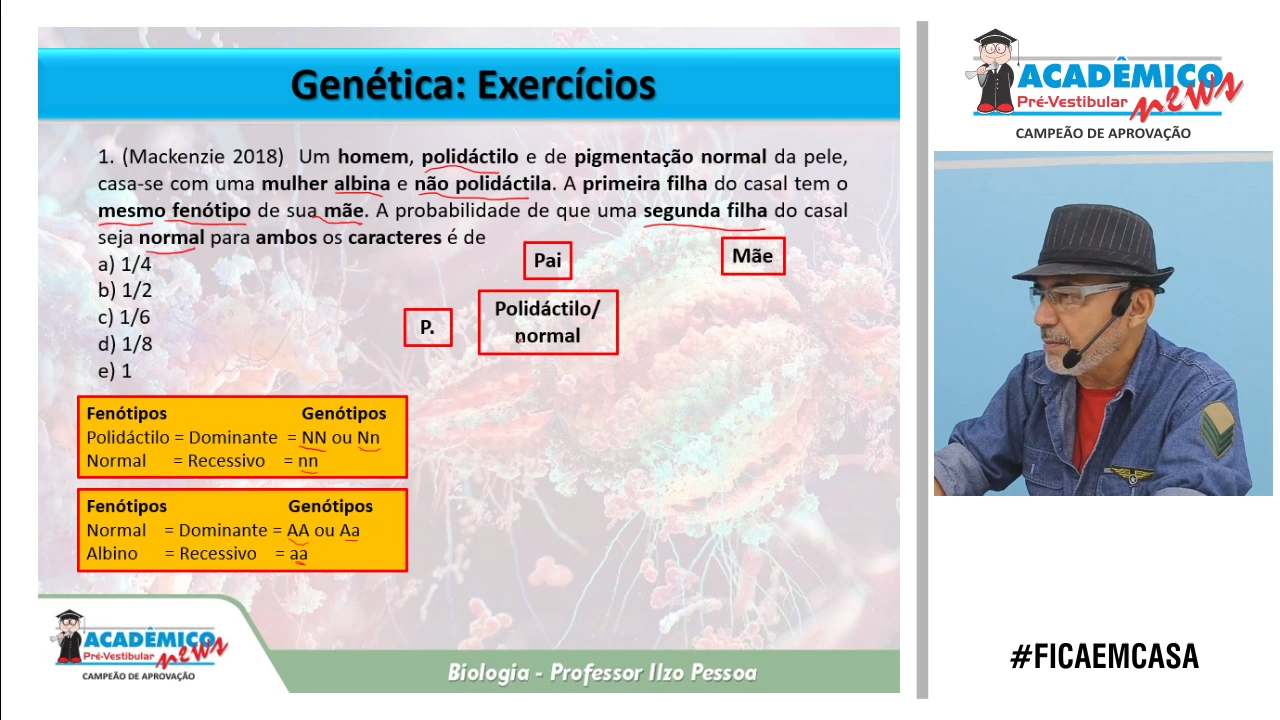 Genética: Exercícios
1. (Mackenzie 2018) Um homem, polidáctilo e de pigmentação normal da pele,
casa-se com uma mulher albina e não polidáctila. A primeira filha do casal tem o
mesmo fenótipo de sua mãe. A probabilidade de que uma segunda filha do casal
seja normal para ambos os caracteres é de
a) 1/4
b) 1/2
c) 1/6
d) 1/8
e) 1
Pai
Mãe
P.
Polidáctilo/
normal
Fenótipos Genótipos
Polidáctilo = Dominante = NN ou Nn
Normal = Recessivo = nn
Fenótipos Genótipos
Normal = Dominante = AA ou Aa
Albino = Recessivo = aa
ACADÊMICO
Pré-Vestibular news
CAMPEÃO DE APROVAÇÃO
Biologia - Professor Ilzo Pessoa
ACADÊMICO
Pré-Vestibular news
CAMPEÃO DE APROVAÇÃO
#FICAEMCASA